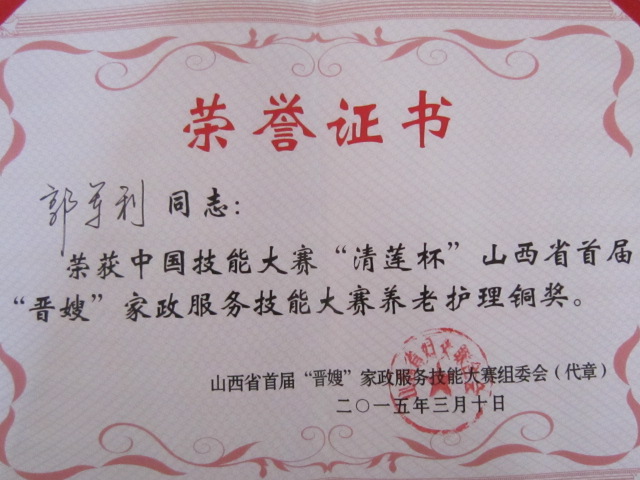 荣誉证书
郭军利 同志：
荣获中国技能大赛“清莲杯”山西省首届
“晋嫂”家政服务技能大赛养老护理铜奖。
山西省首届“晋嫂”家政服务技能大赛组委会（代章）
二〇一五年三月十日